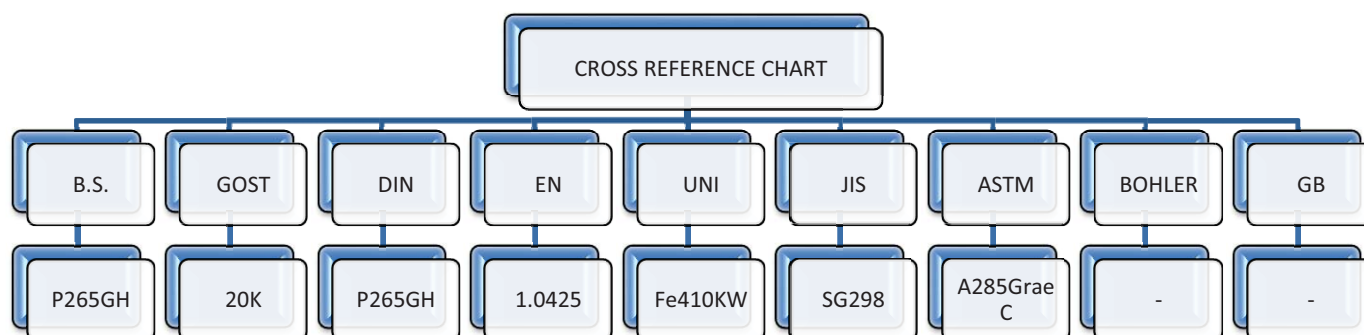 CROSS REFERENCE CHART
B.S. GOST DIN EN UNI JIS ASTM BOHLER GB
P265GH 20K P265GH 1.0425 Fe410KW SG298 A285Grae C - -